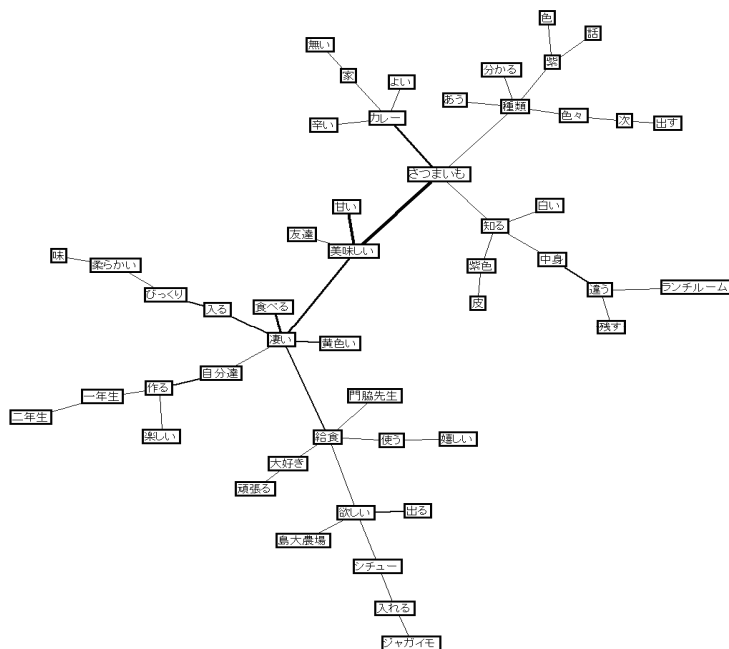 色
話
無い
紫
家
分かる
よい
あう
種類
色々
次
出す
辛い
カレー
さつまいも
甘い
白い
友達
知る
美味しい
味
柔らかい
紫色
中身
びっくり
違う
ランチルーム
入る
食べる
皮
残す
凄い
黄色い
自分達
作る
一年生
二年生
門脇先生
楽しい
給食
使う
嬉しい
大好き
頑張る
欲しい
出る
島大農場
シチュー
入れる
ジャガイモ